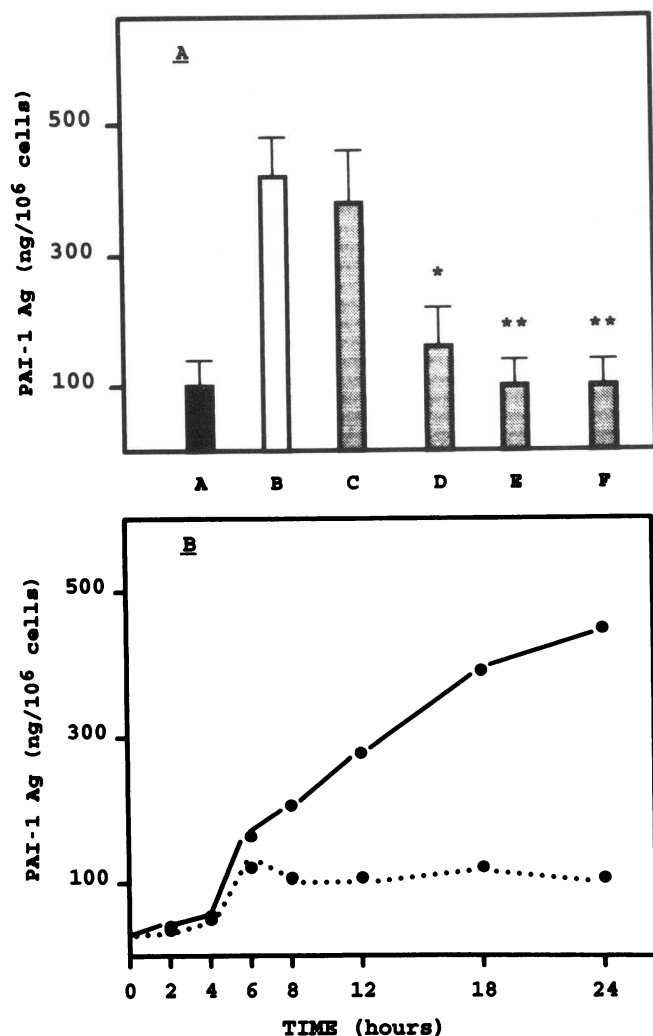 A
PAI-1 Ag (ng/10⁶ cells)
500
300
100
*
**
**
A B C D E F
B
PAI-1 Ag (ng/10⁶ cells)
500
300
100
0 2 4 6 8 12 18 24
TIME (hours)